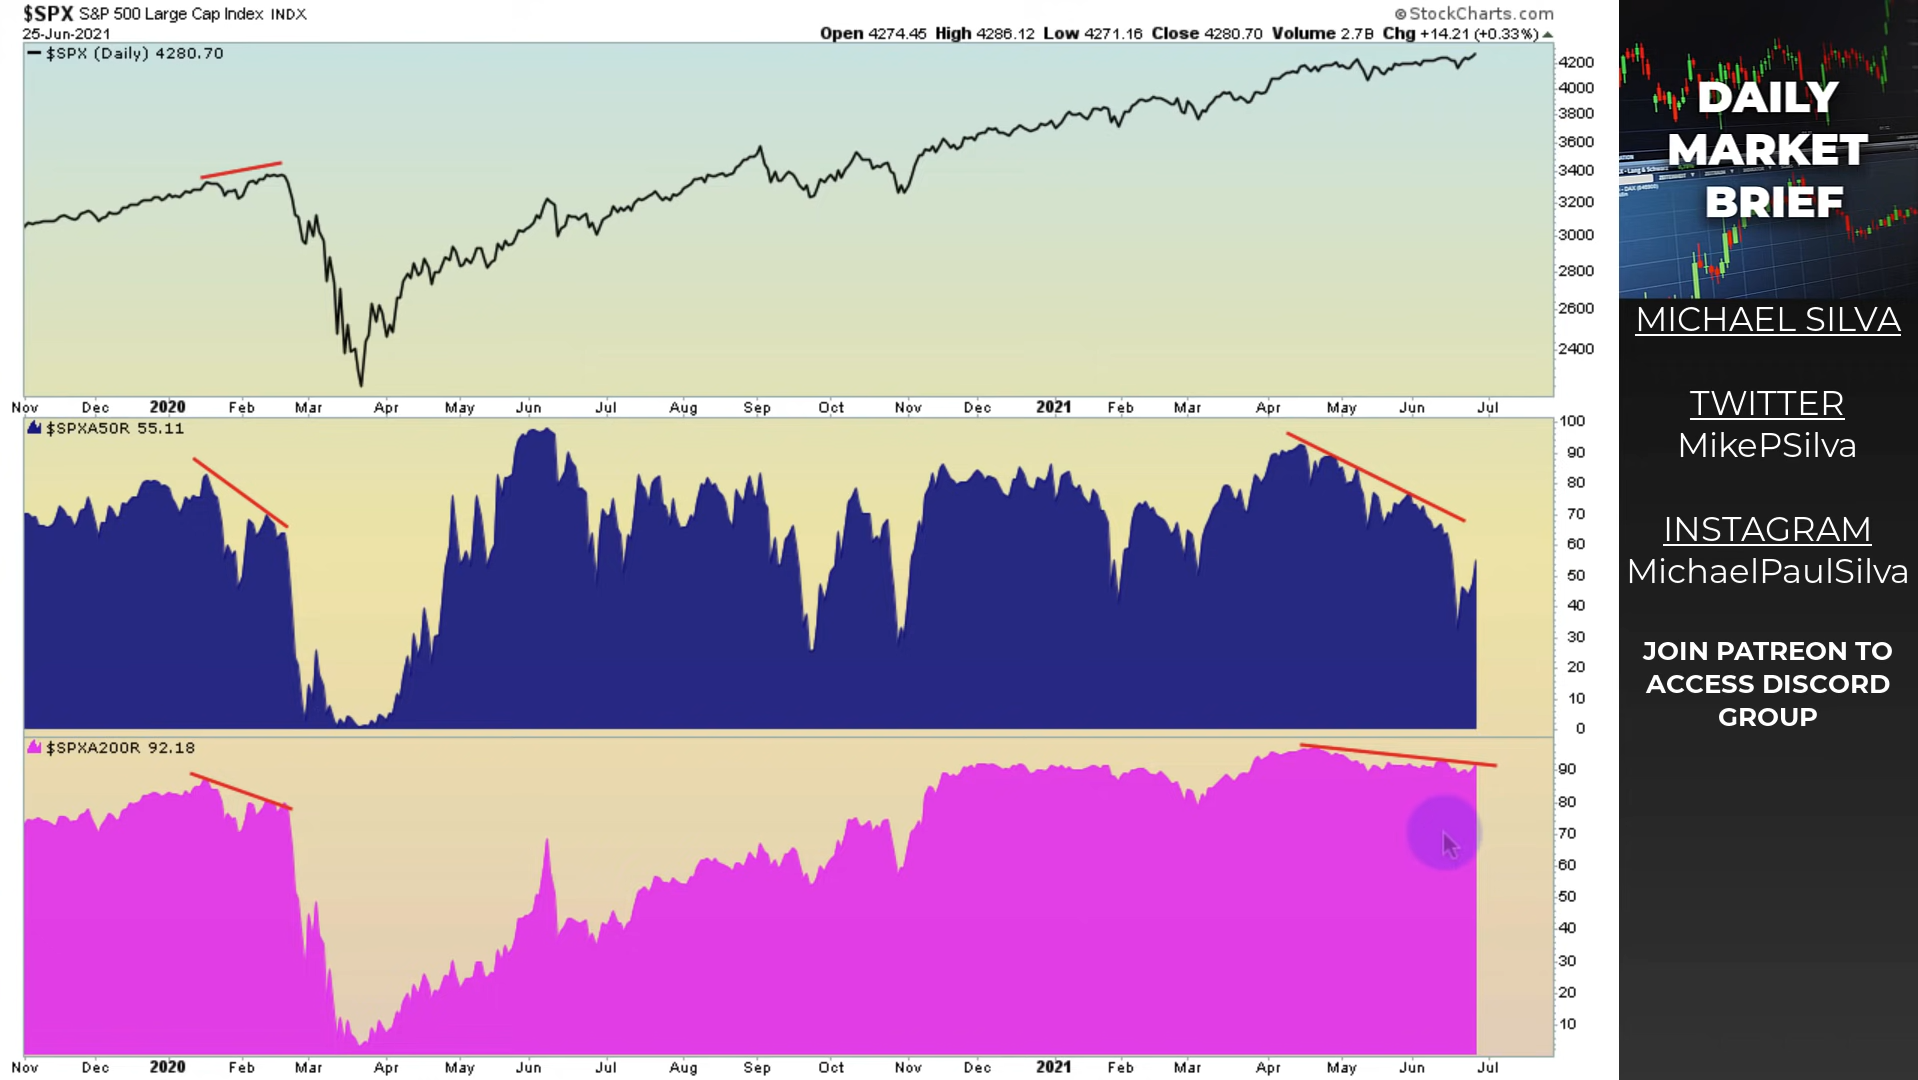 $SPX S&P 500 Large Cap Index INDX
© StockCharts.com
25-Jun-2021
Open 4274.45 High 4286.12 Low 4271.16 Close 4280.70 Volume 2.7B Chg +14.21 (+0.33%)
$SPX (Daily) 4280.70
4200
4000
3800
3600
3400
3200
3000
2800
2600
2400
Nov Dec 2020 Feb Mar Apr May Jun Jul Aug Sep Oct Nov Dec 2021 Feb Mar Apr May Jun Jul
$SPXA50R 55.11
100
90
80
70
60
50
40
30
20
10
0
$SPXA200R 92.18
90
80
70
60
50
40
30
20
10
Nov Dec 2020 Feb Mar Apr May Jun Jul Aug Sep Oct Nov Dec 2021 Feb Mar Apr May Jun Jul
DAILY
MARKET
BRIEF
MICHAEL SILVA
TWITTER
MikePSilva
INSTAGRAM
MichaelPaulSilva
JOIN PATREON TO
ACCESS DISCORD
GROUP